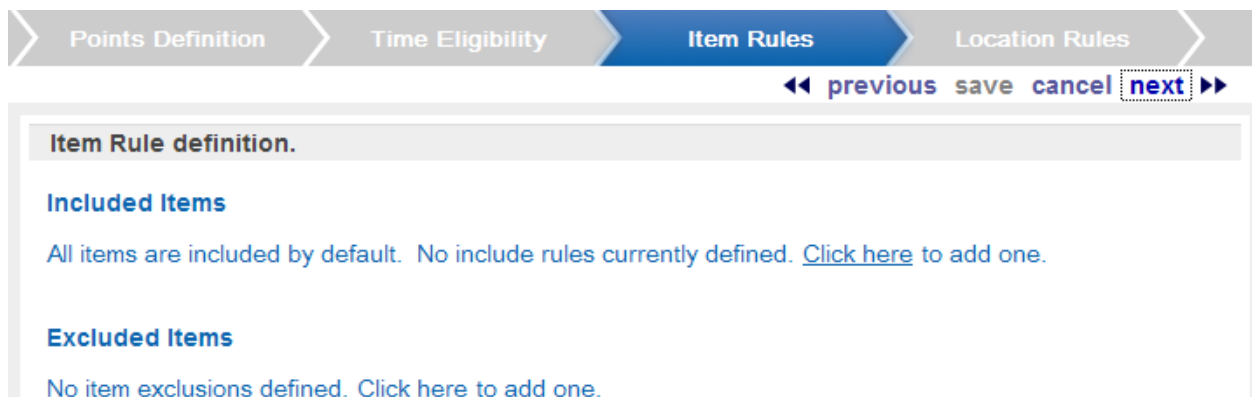 Points Definition Time Eligibility Item Rules Location Rules
previous save cancel next
Item Rule definition.
Included Items
All items are included by default. No include rules currently defined. Click here to add one.
Excluded Items
No item exclusions defined. Click here to add one.